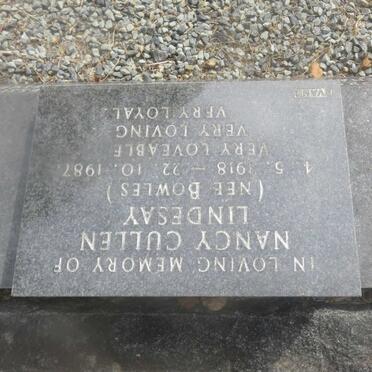 IN LOVING MEMORY OF
NANCY CULLEN
LINDESAY
(NEE BOWLES)
4. 5. 1918 — 22. 10. 1987.
VERY LOVEABLE
VERY LOVING
VERY LOYAL